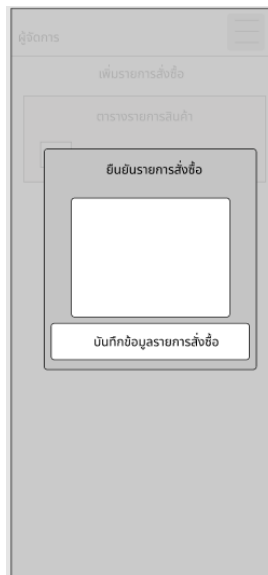 ผู้จัดการ
เพิ่มรายการสั่งซื้อ
ตารางรายการสินค้า
ยืนยันรายการสั่งซื้อ
บันทึกข้อมูลรายการสั่งซื้อ